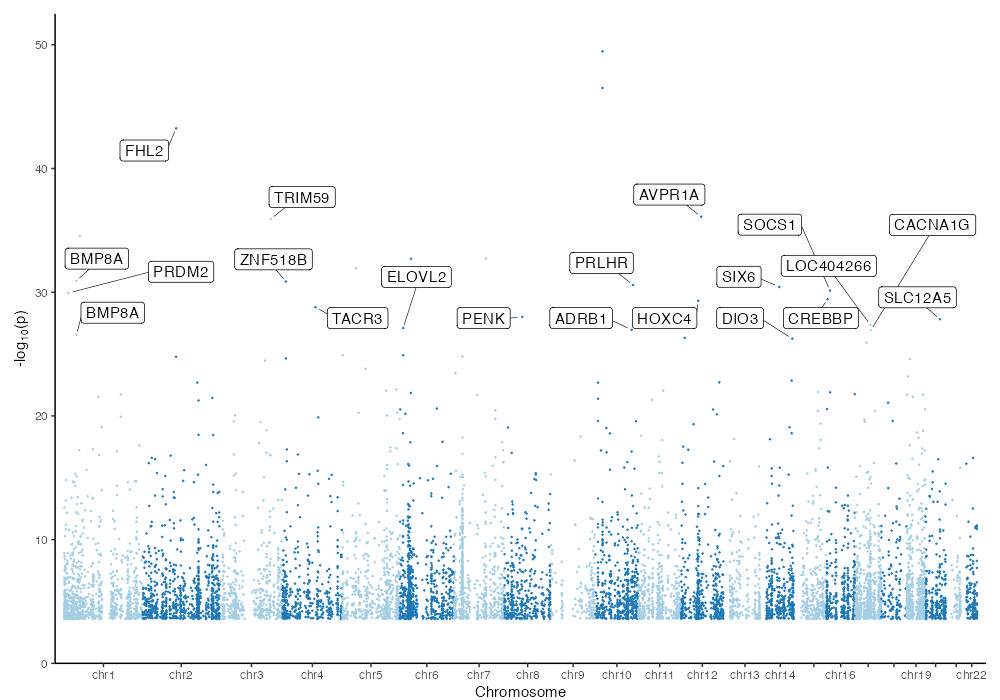 50
FHL2
40
TRIM59
AVPR1A
SOCS1
CACNA1G
BMP8A
PRDM2
ZNF518B
ELOVL2
PRLHR
SIX6
LOC404266
30
BMP8A
TACR3
PENK
ADRB1
HOXC4
DIO3
CREBBP
SLC12A5
-log10(p)
20
10
0
chr1 chr2 chr3 chr4 chr5 chr6 chr7 chr8 chr9 chr10 chr11 chr12 chr13 chr14 chr16 chr19 chr22
Chromosome